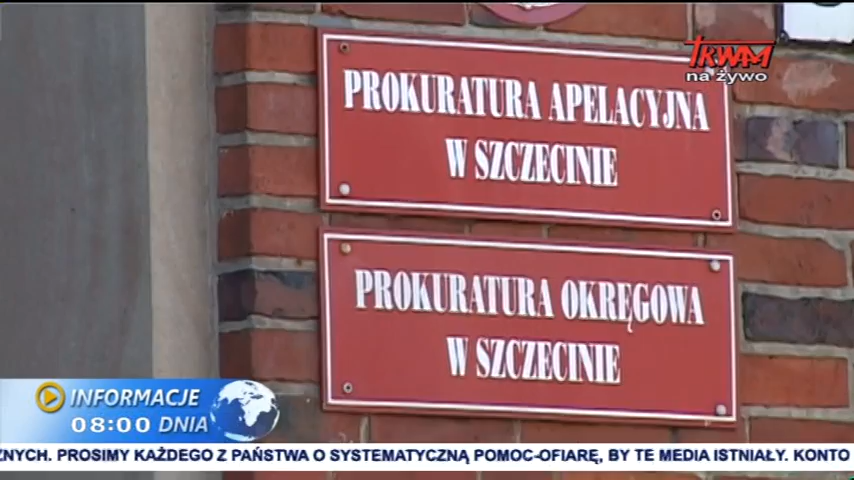 TRWAM
na żywo
PROKURATURA APELACYJNA
W SZCZECINIE
PROKURATURA OKRĘGOWA
W SZCZECINIE
INFORMACJE
08:00 DNIA
ZNYCH. PROSIMY KAŻDEGO Z PAŃSTWA O SYSTEMATYCZNĄ POMOC-OFIARĘ, BY TE MEDIA ISTNIAŁY. KONTO